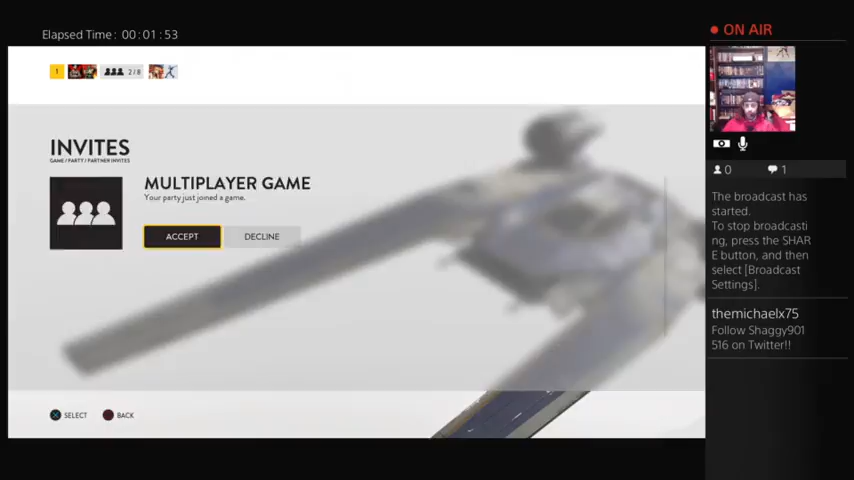 Elapsed Time : 00:01:53
ON AIR
1
2/8
INVITES
GAME / PARTY / PARTNER INVITES
MULTIPLAYER GAME
Your party just joined a game.
ACCEPT
DECLINE
SELECT
BACK
0
1
The broadcast has
started.
To stop broadcasti
ng, press the SHAR
E button, and then
select [Broadcast
Settings].
themichaelx75
Follow Shaggy901
516 on Twitter!!